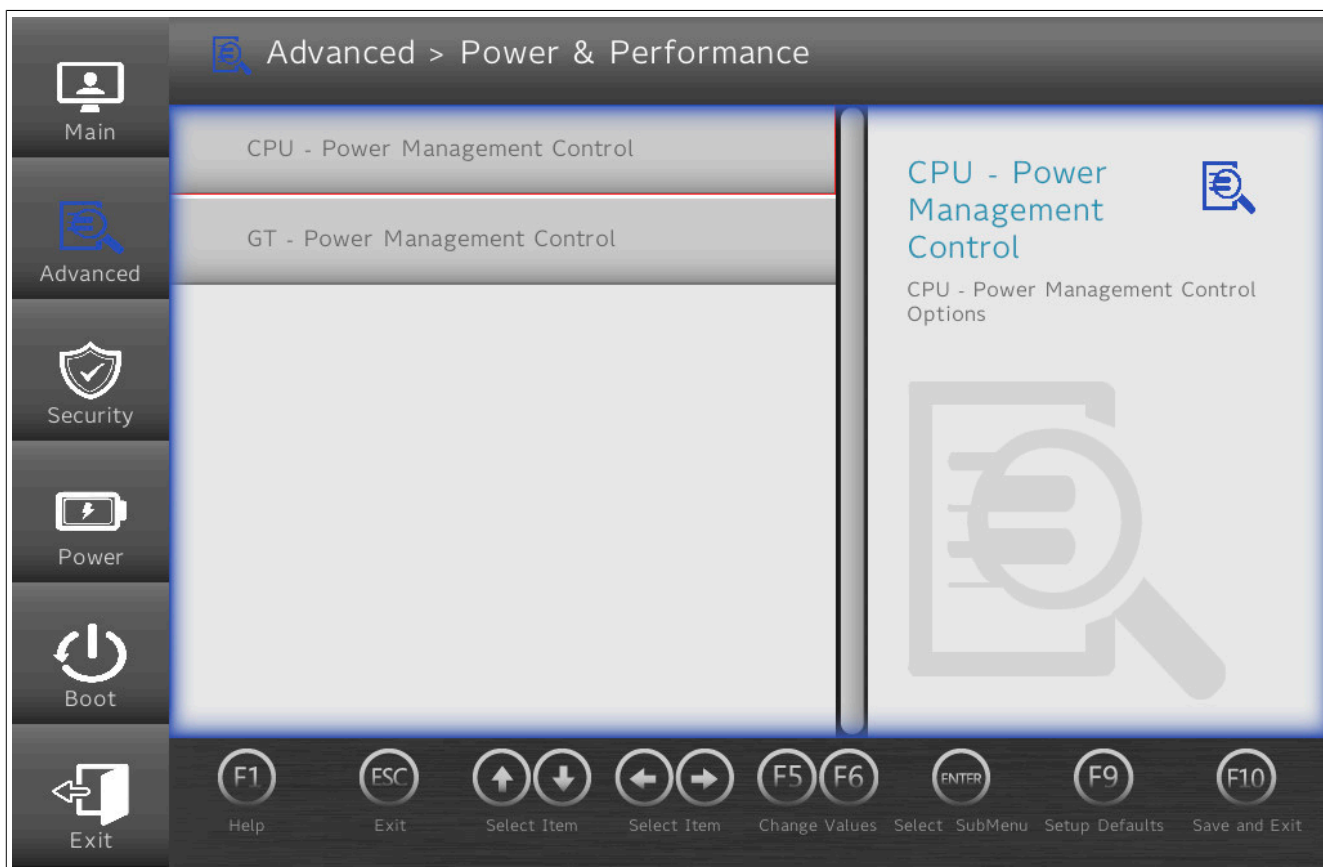 Advanced > Power & Performance
Main
Advanced
Security
Power
Boot
Exit
CPU - Power Management Control
GT - Power Management Control
CPU - Power
Management
Control
CPU - Power Management Control
Options
F1
Help
ESC
Exit
Select Item
Select Item
F5 F6
Change Values
ENTER
Select SubMenu
F9
Setup Defaults
F10
Save and Exit